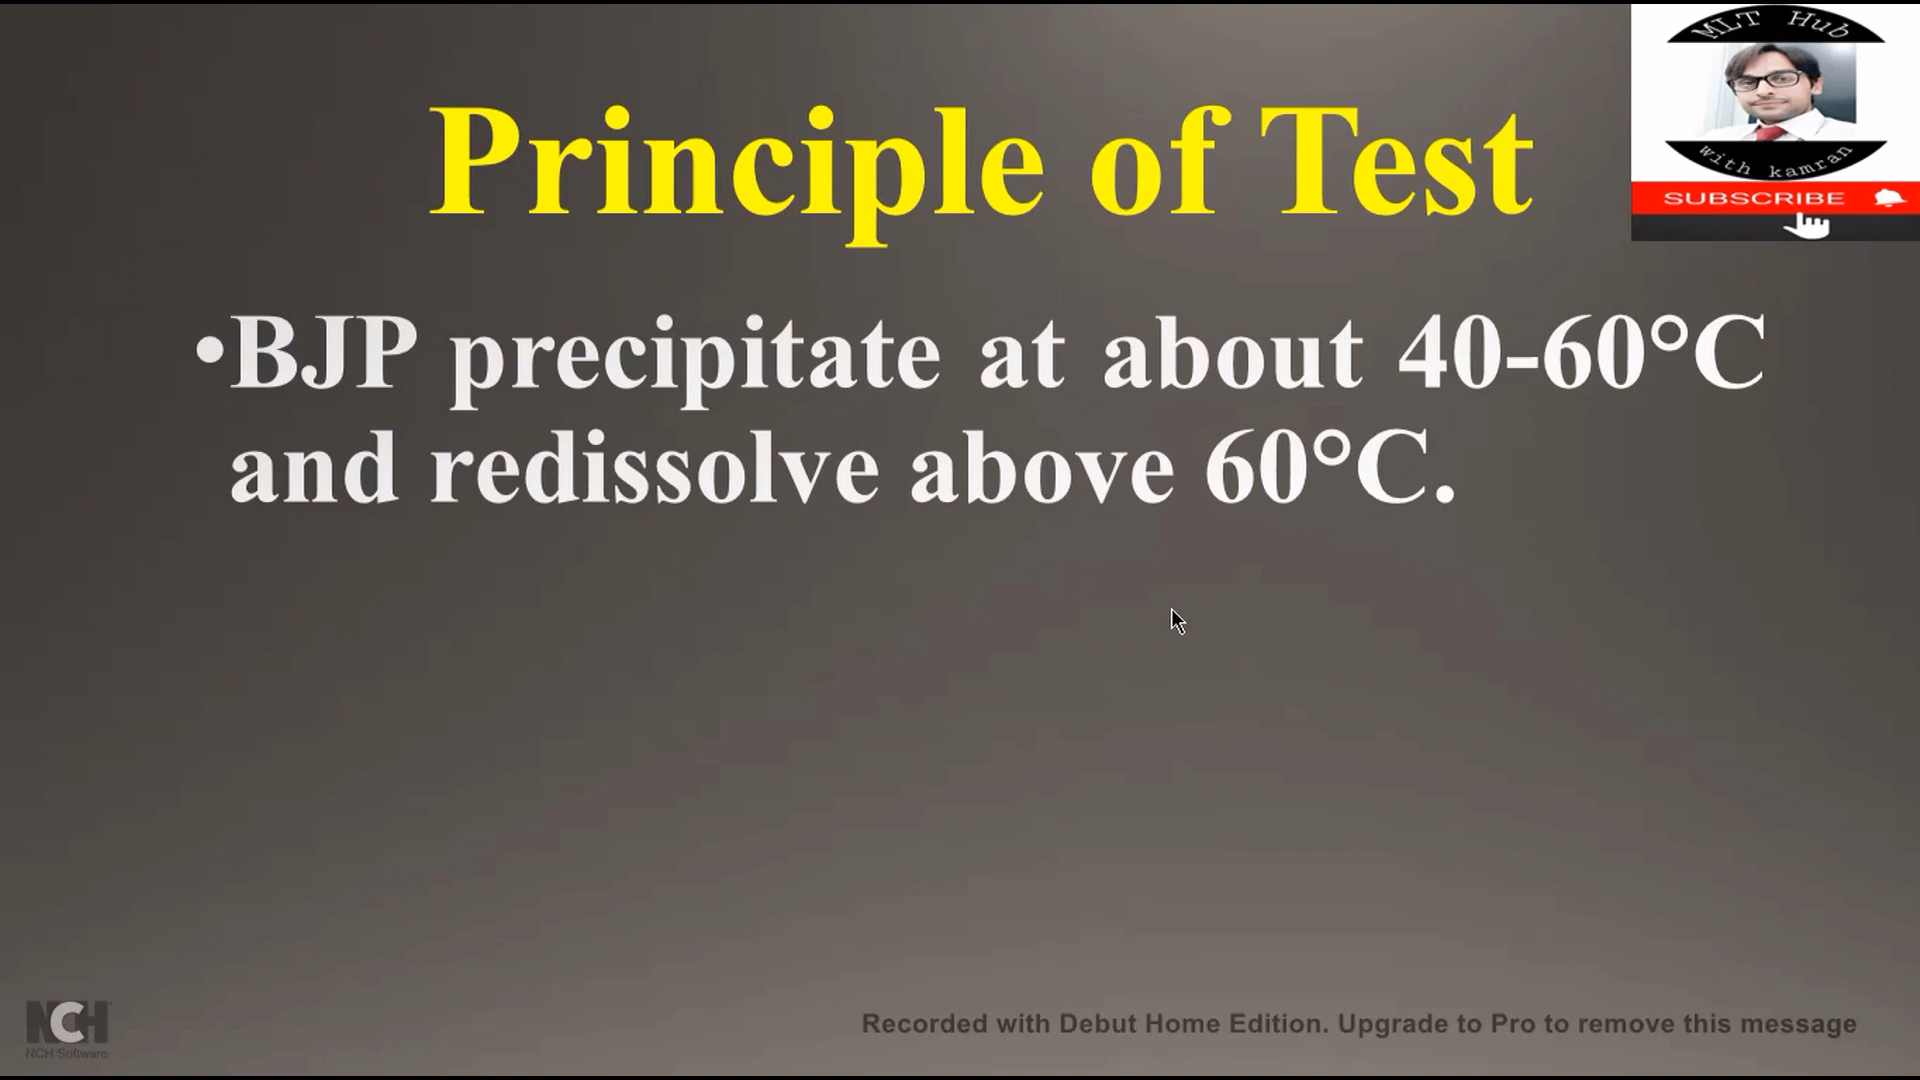 MLT Hub
with kamran
SUBSCRIBE
Principle of Test
•BJP precipitate at about 40-60°C
and redissolve above 60°C.
NCH
NCH Software
Recorded with Debut Home Edition. Upgrade to Pro to remove this message